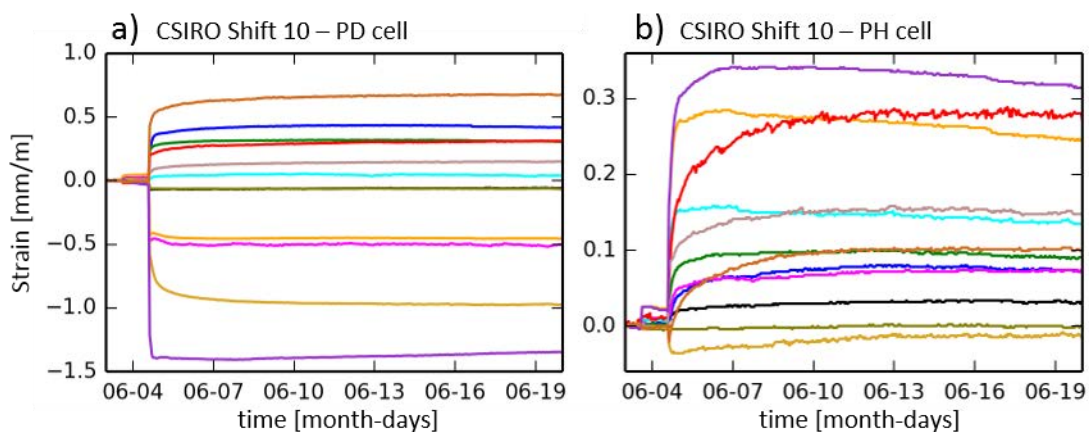 a) CSIRO Shift 10 – PD cell
Strain [mm/m]
1.0
0.5
0.0
−0.5
−1.0
−1.5
06-04 06-07 06-10 06-13 06-16 06-19
time [month-days]
b) CSIRO Shift 10 – PH cell
0.3
0.2
0.1
0.0
06-04 06-07 06-10 06-13 06-16 06-19
time [month-days]